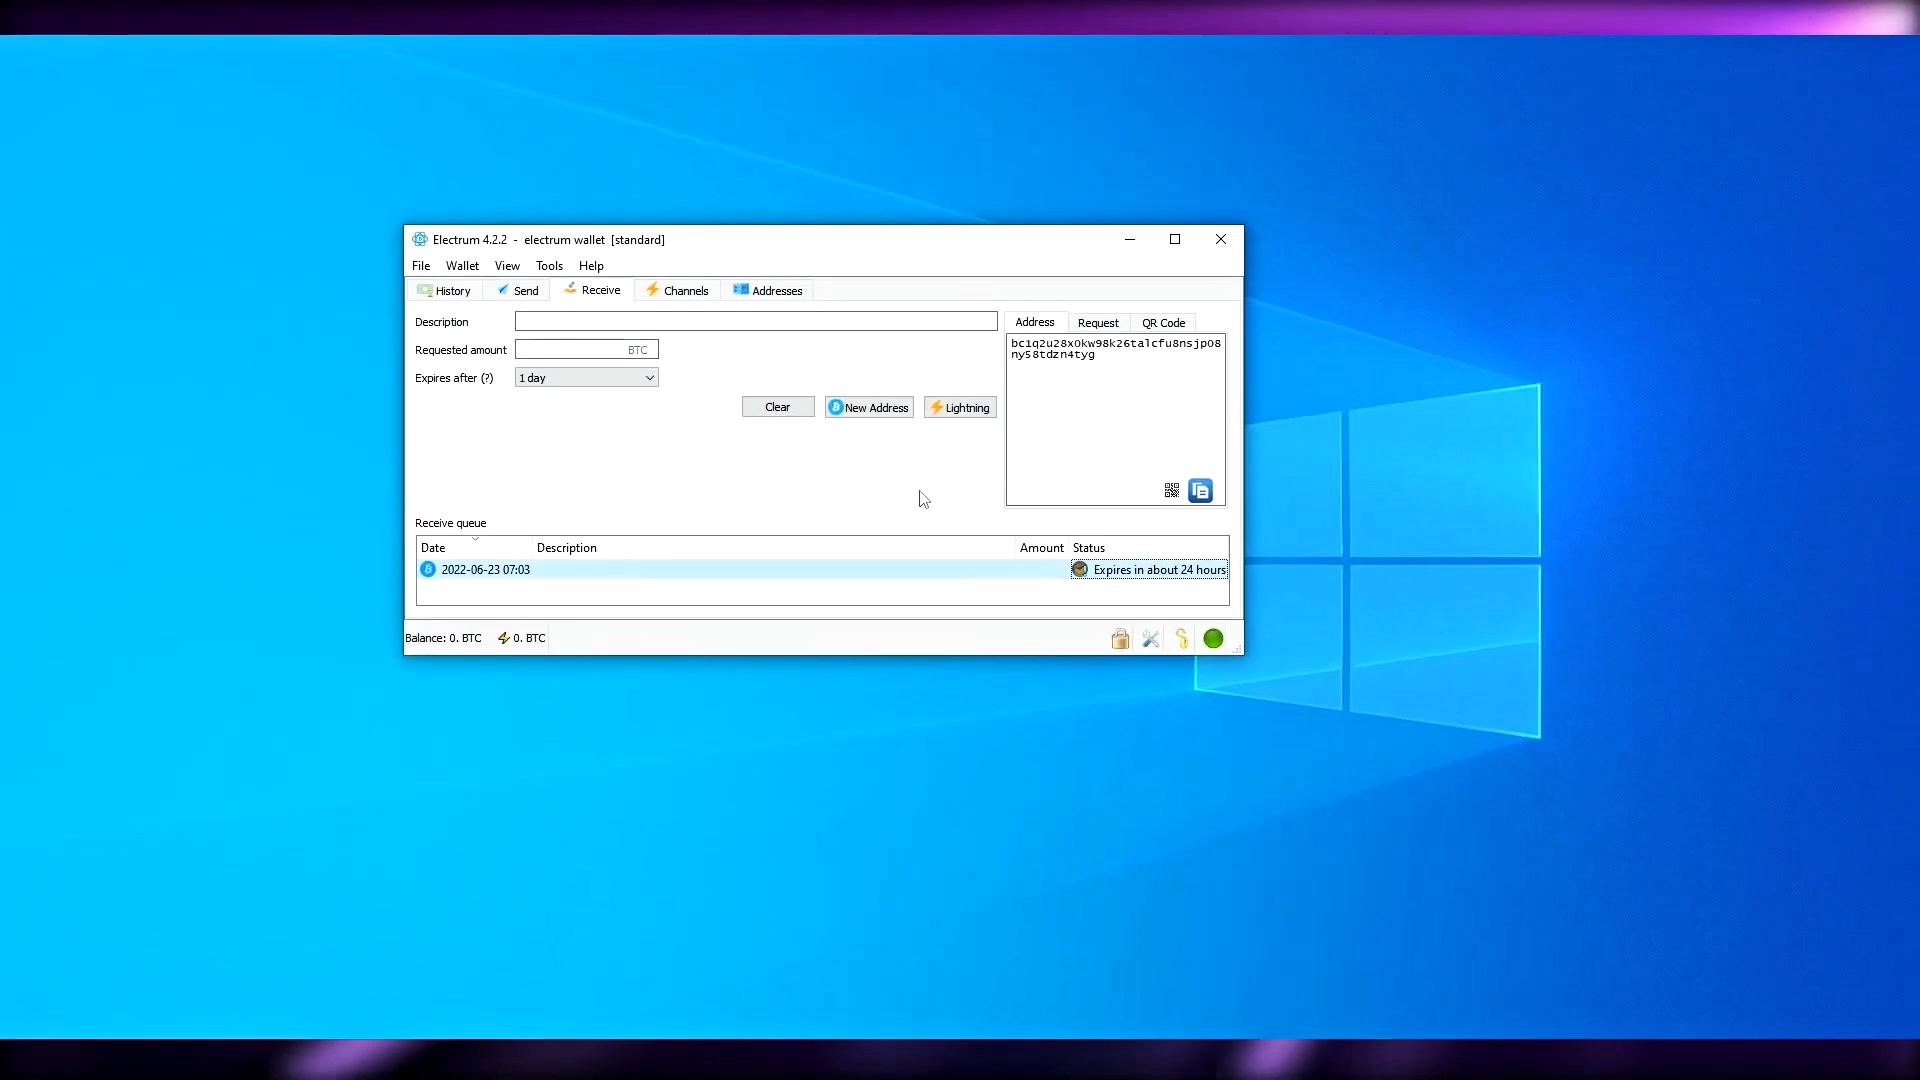 Electrum 4.2.2 - electrum wallet [standard]
File Wallet View Tools Help
History Send Receive Channels Addresses
Description
Requested amount BTC
Expires after (?) 1 day
Clear New Address Lightning
Address Request QR Code
bc1q2u28x0kw98k26talcfu8nsjp08
ny58tdzn4tyg
Receive queue
Date Description Amount Status
2022-06-23 07:03 Expires in about 24 hours
Balance: 0. BTC 0. BTC